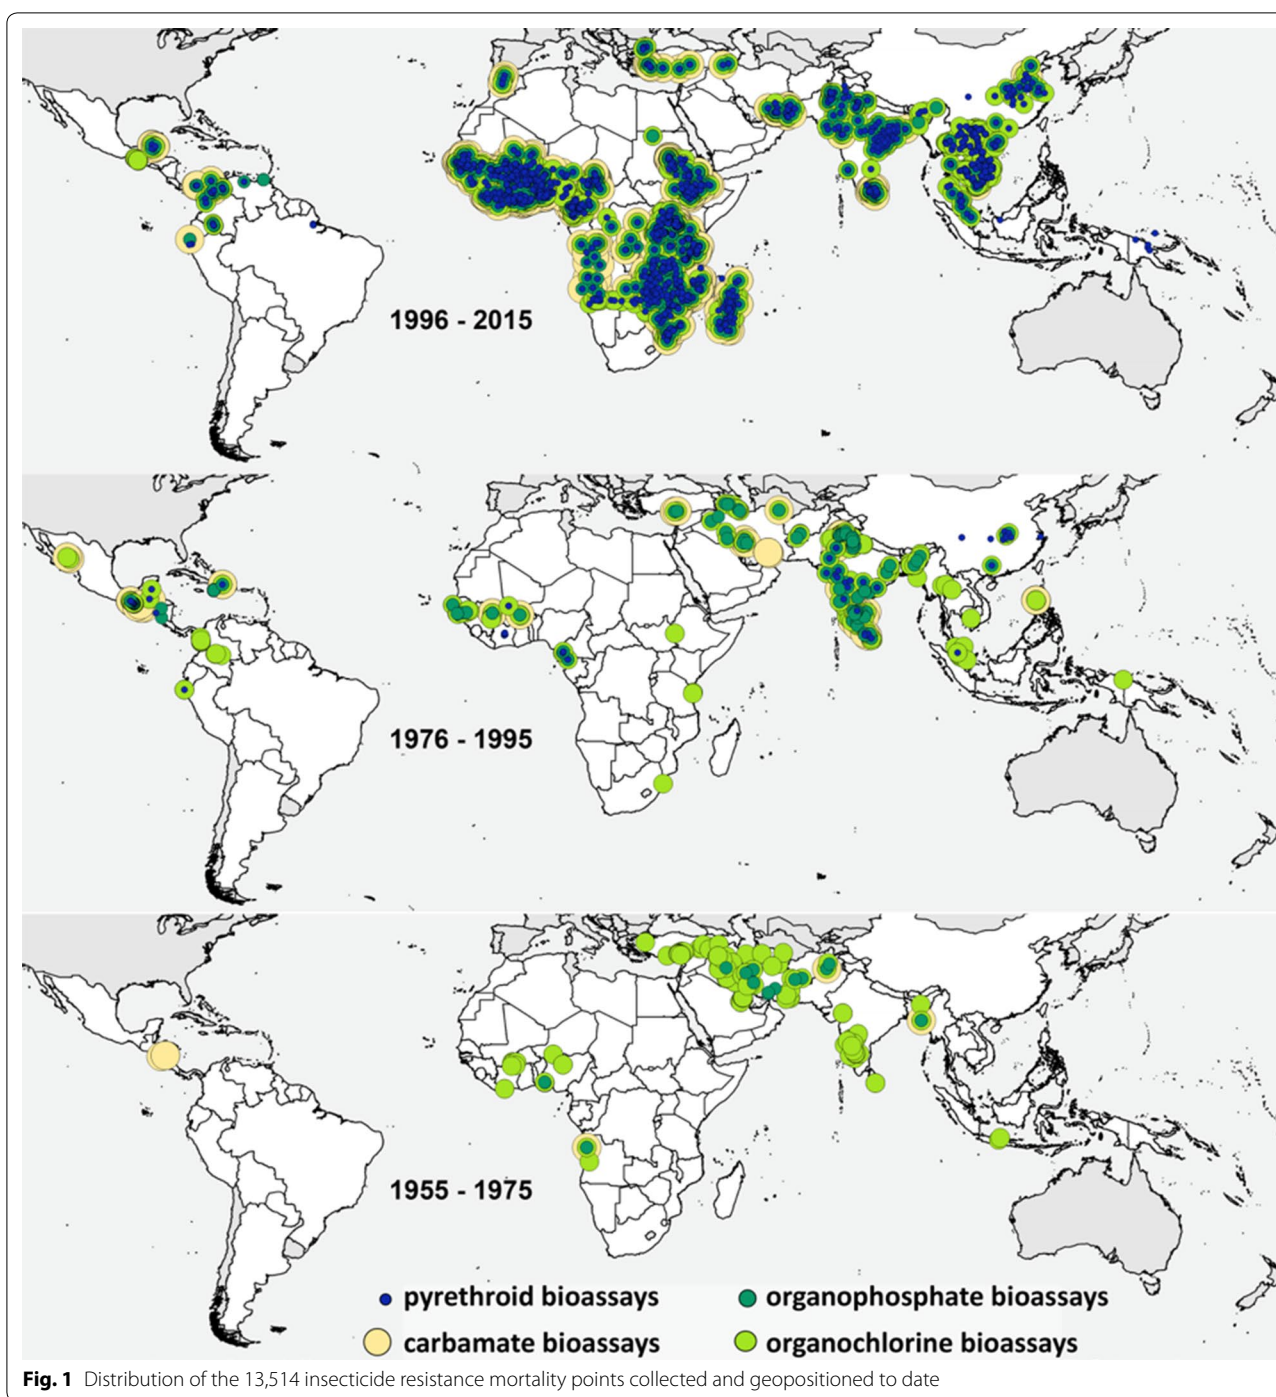 1996 - 2015
1976 - 1995
1955 - 1975
pyrethroid bioassays
organophosphate bioassays
carbamate bioassays
organochlorine bioassays
Fig. 1 Distribution of the 13,514 insecticide resistance mortality points collected and geopositioned to date